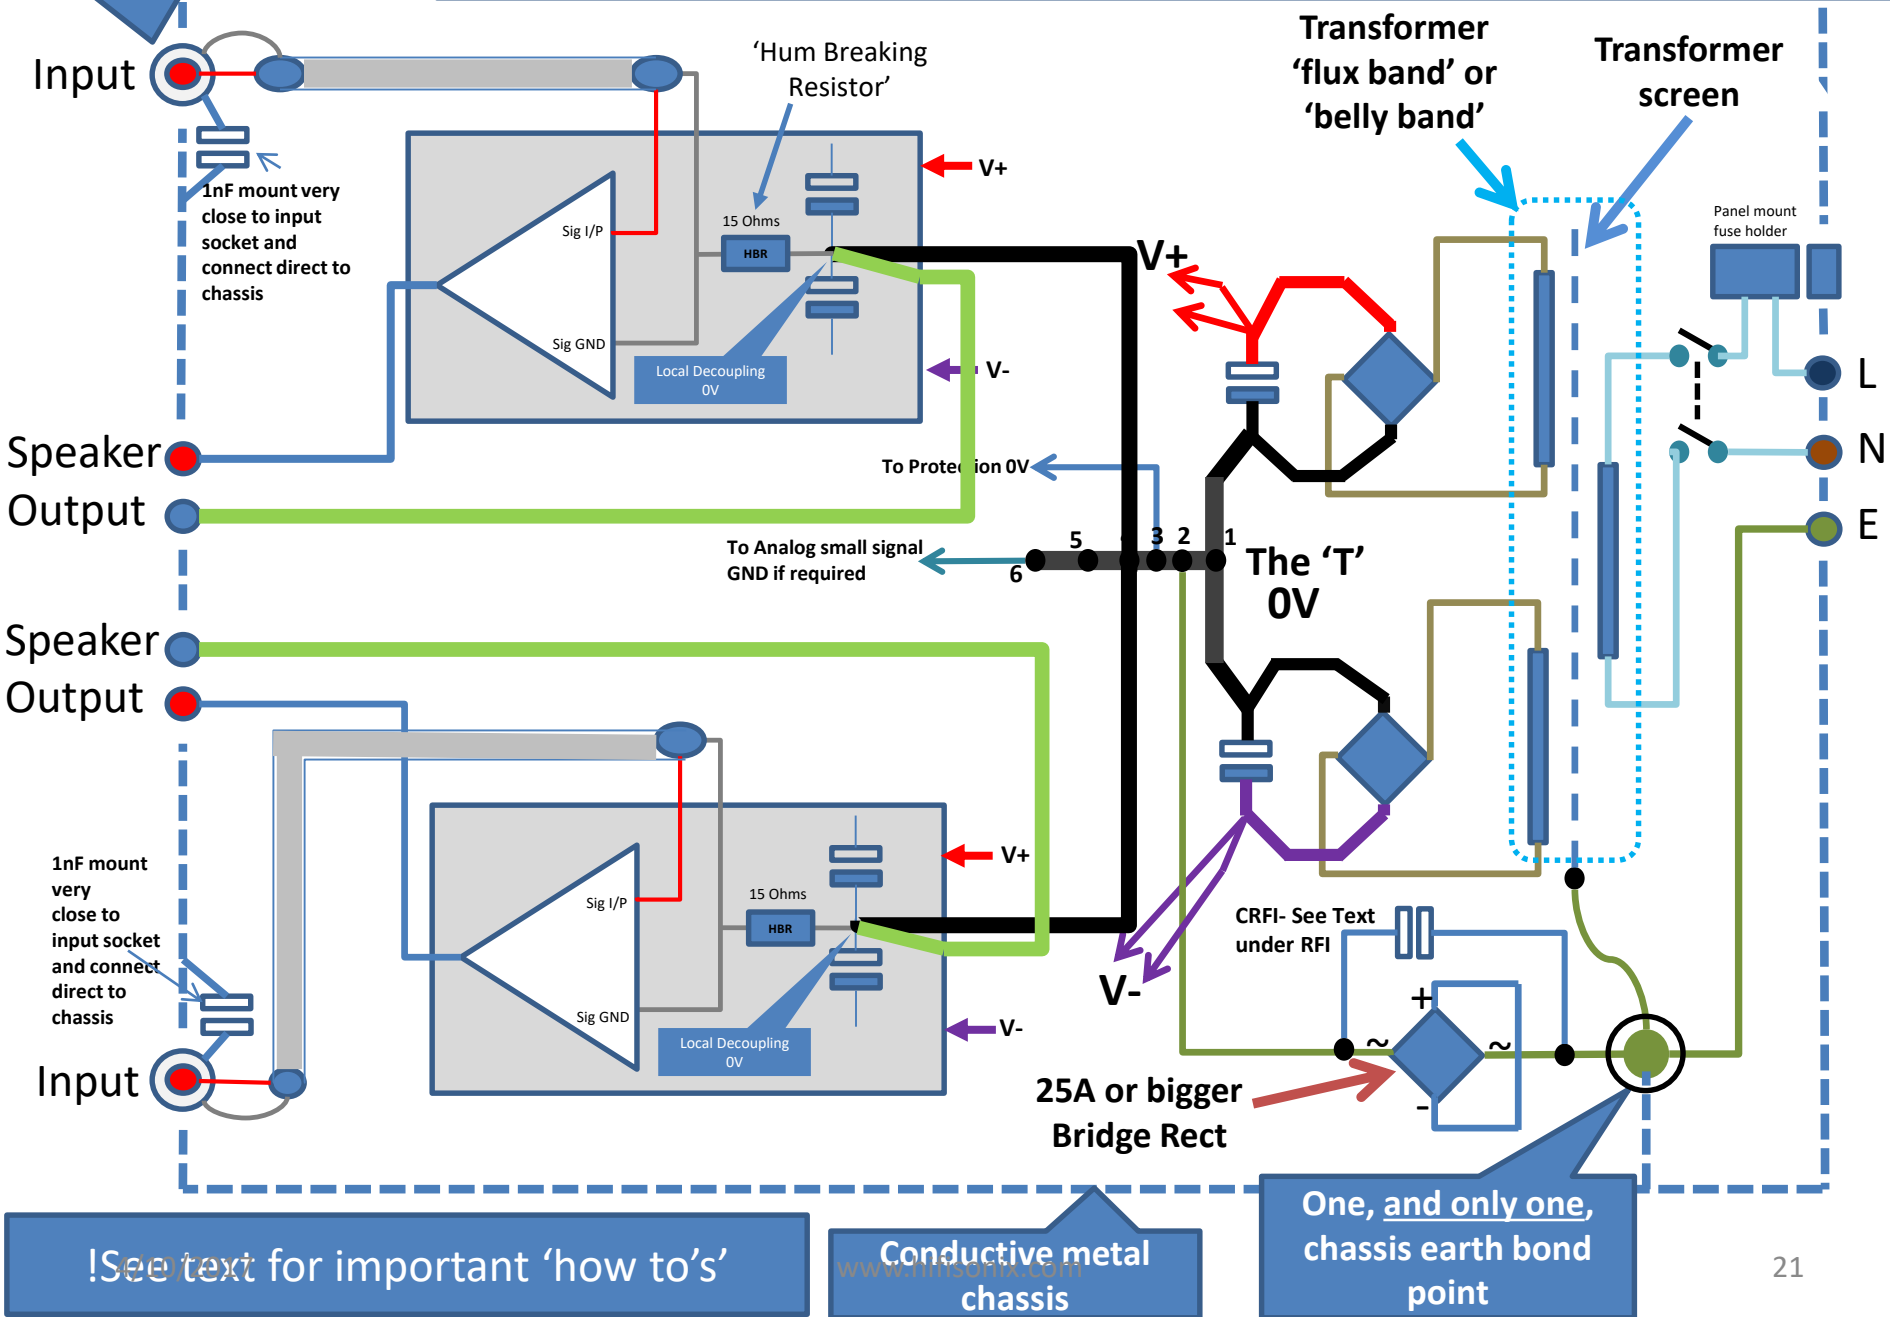 Input
'Hum Breaking
Resistor'
Transformer
'flux band' or
'belly band'
Transformer
screen
1nF mount very
close to input
socket and
connect direct to
chassis
Sig I/P
15 Ohms
HBR
V+
Sig GND
Local Decoupling
0V
V-
V+
Panel mount
fuse holder
L
N
E
Speaker
Output
To Protection 0V
To Analog small signal
GND if required
6
5
3
2
1
The 'T'
0V
Speaker
Output
1nF mount
very
close to
input socket
and connect
direct to
chassis
Input
Sig I/P
15 Ohms
HBR
V+
Sig GND
Local Decoupling
0V
V-
V-
CRFI- See Text
under RFI
+
~
~
-
25A or bigger
Bridge Rect
One, and only one,
chassis earth bond
point
Conductive metal
chassis
!See text for important 'how to's'
4/10/2017
www.hifisonix.com
21